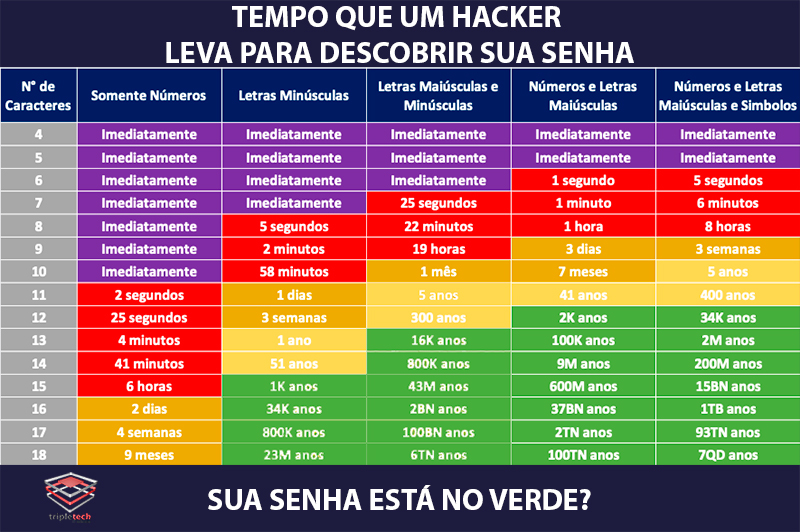 TEMPO QUE UM HACKER
LEVA PARA DESCOBRIR SUA SENHA
N° de Caracteres Somente Números Letras Minúsculas Letras Maiúsculas e Minúsculas Números e Letras Maiúsculas Números e Letras Maiúsculas e Simbolos
4 Imediatamente Imediatamente Imediatamente Imediatamente Imediatamente
5 Imediatamente Imediatamente Imediatamente Imediatamente Imediatamente
6 Imediatamente Imediatamente Imediatamente 1 segundo 5 segundos
7 Imediatamente Imediatamente 25 segundos 1 minuto 6 minutos
8 Imediatamente 5 segundos 22 minutos 1 hora 8 horas
9 Imediatamente 2 minutos 19 horas 3 dias 3 semanas
10 Imediatamente 58 minutos 1 mês 7 meses 5 anos
11 2 segundos 1 dias 5 anos 41 anos 400 anos
12 25 segundos 3 semanas 300 anos 2K anos 34K anos
13 4 minutos 1 ano 16K anos 100K anos 2M anos
14 41 minutos 51 anos 800K anos 9M anos 200M anos
15 6 horas 1K anos 43M anos 600M anos 15BN anos
16 2 dias 34K anos 2BN anos 37BN anos 1TB anos
17 4 semanas 800K anos 100BN anos 2TN anos 93TN anos
18 9 meses 23M anos 6TN anos 100TN anos 7QD anos
tripletech
SUA SENHA ESTÁ NO VERDE?